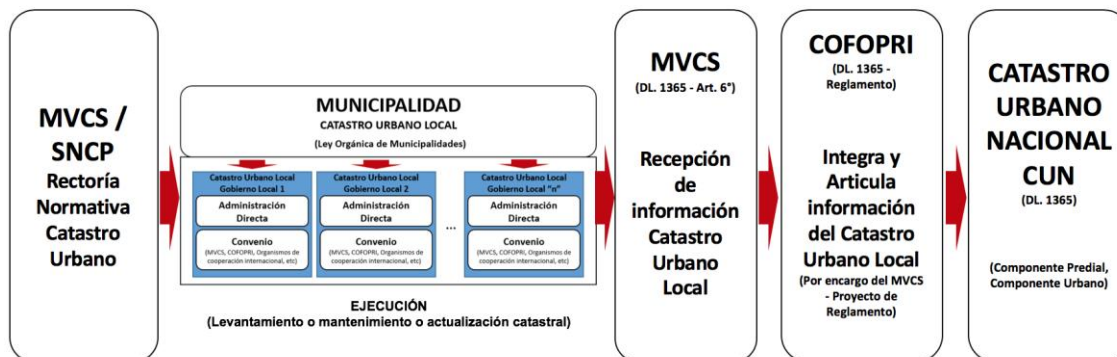 MVCS /
SNCP
Rectoría
Normativa
Catastro
Urbano
MUNICIPALIDAD
CATASTRO URBANO LOCAL
(Ley Orgánica de Municipalidades)
Catastro Urbano Local
Gobierno Local 1
Administración
Directa
Convenio
(MVCS, COFOPRI, Organismos de
cooperación internacional, etc)
Catastro Urbano Local
Gobierno Local 2
Administración
Directa
Convenio
(MVCS, COFOPRI, Organismos de
cooperación internacional, etc)
...
Catastro Urbano Local
Gobierno Local "n"
Administración
Directa
Convenio
(MVCS, COFOPRI, Organismos de
cooperación internacional, etc)
EJECUCIÓN
(Levantamiento o mantenimiento o actualización catastral)
MVCS
(DL. 1365 - Art. 6°)
Recepción
de
información
Catastro
Urbano
Local
COFOPRI
(DL. 1365 -
Reglamento)
Integra y
Articula
información
del Catastro
Urbano Local
(Por encargo del MVCS
- Proyecto de
Reglamento)
CATASTRO
URBANO
NACIONAL
CUN
(DL. 1365)
(Componente Predial,
Componente Urbano)